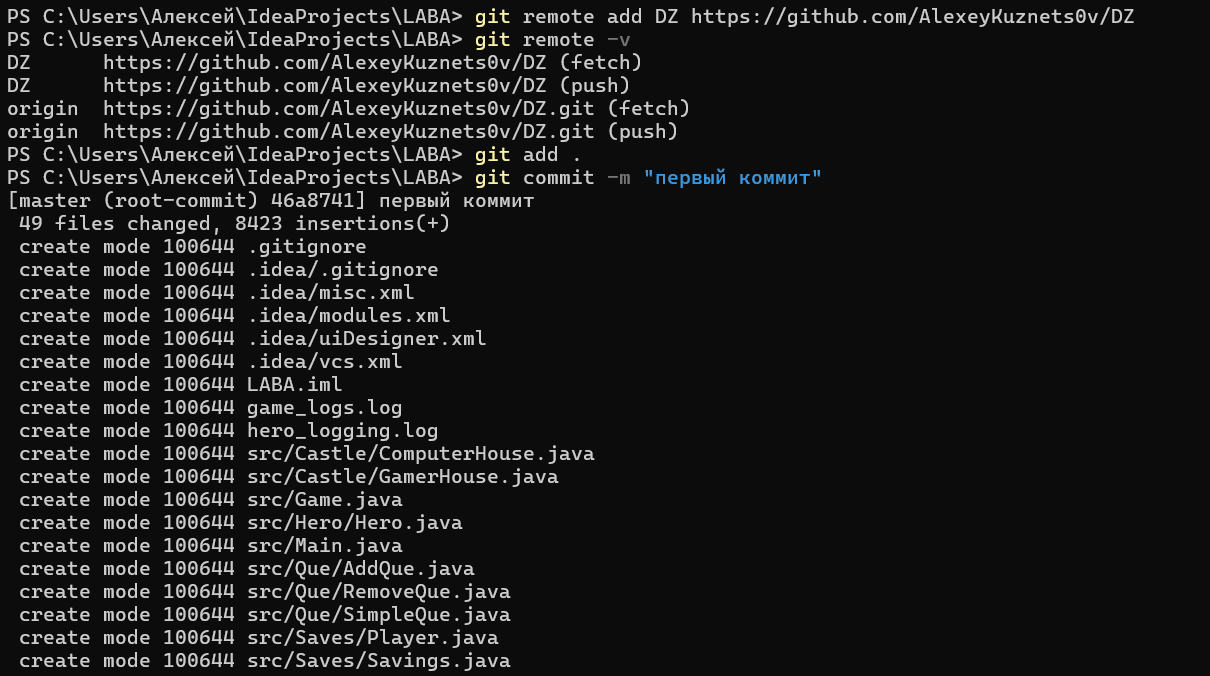 PS C:\Users\Алексей\IdeaProjects\LABA> git remote add DZ https://github.com/AlexeyKuznets0v/DZ
PS C:\Users\Алексей\IdeaProjects\LABA> git remote -v
DZ      https://github.com/AlexeyKuznets0v/DZ (fetch)
DZ      https://github.com/AlexeyKuznets0v/DZ (push)
origin  https://github.com/AlexeyKuznets0v/DZ.git (fetch)
origin  https://github.com/AlexeyKuznets0v/DZ.git (push)
PS C:\Users\Алексей\IdeaProjects\LABA> git add .
PS C:\Users\Алексей\IdeaProjects\LABA> git commit -m "первый коммит"
[master (root-commit) 46a8741] первый коммит
 49 files changed, 8423 insertions(+)
 create mode 100644 .gitignore
 create mode 100644 .idea/.gitignore
 create mode 100644 .idea/misc.xml
 create mode 100644 .idea/modules.xml
 create mode 100644 .idea/uiDesigner.xml
 create mode 100644 .idea/vcs.xml
 create mode 100644 LABA.iml
 create mode 100644 game_logs.log
 create mode 100644 hero_logging.log
 create mode 100644 src/Castle/ComputerHouse.java
 create mode 100644 src/Castle/GamerHouse.java
 create mode 100644 src/Game.java
 create mode 100644 src/Hero/Hero.java
 create mode 100644 src/Main.java
 create mode 100644 src/Que/AddQue.java
 create mode 100644 src/Que/RemoveQue.java
 create mode 100644 src/Que/SimpleQue.java
 create mode 100644 src/Saves/Player.java
 create mode 100644 src/Saves/Savings.java